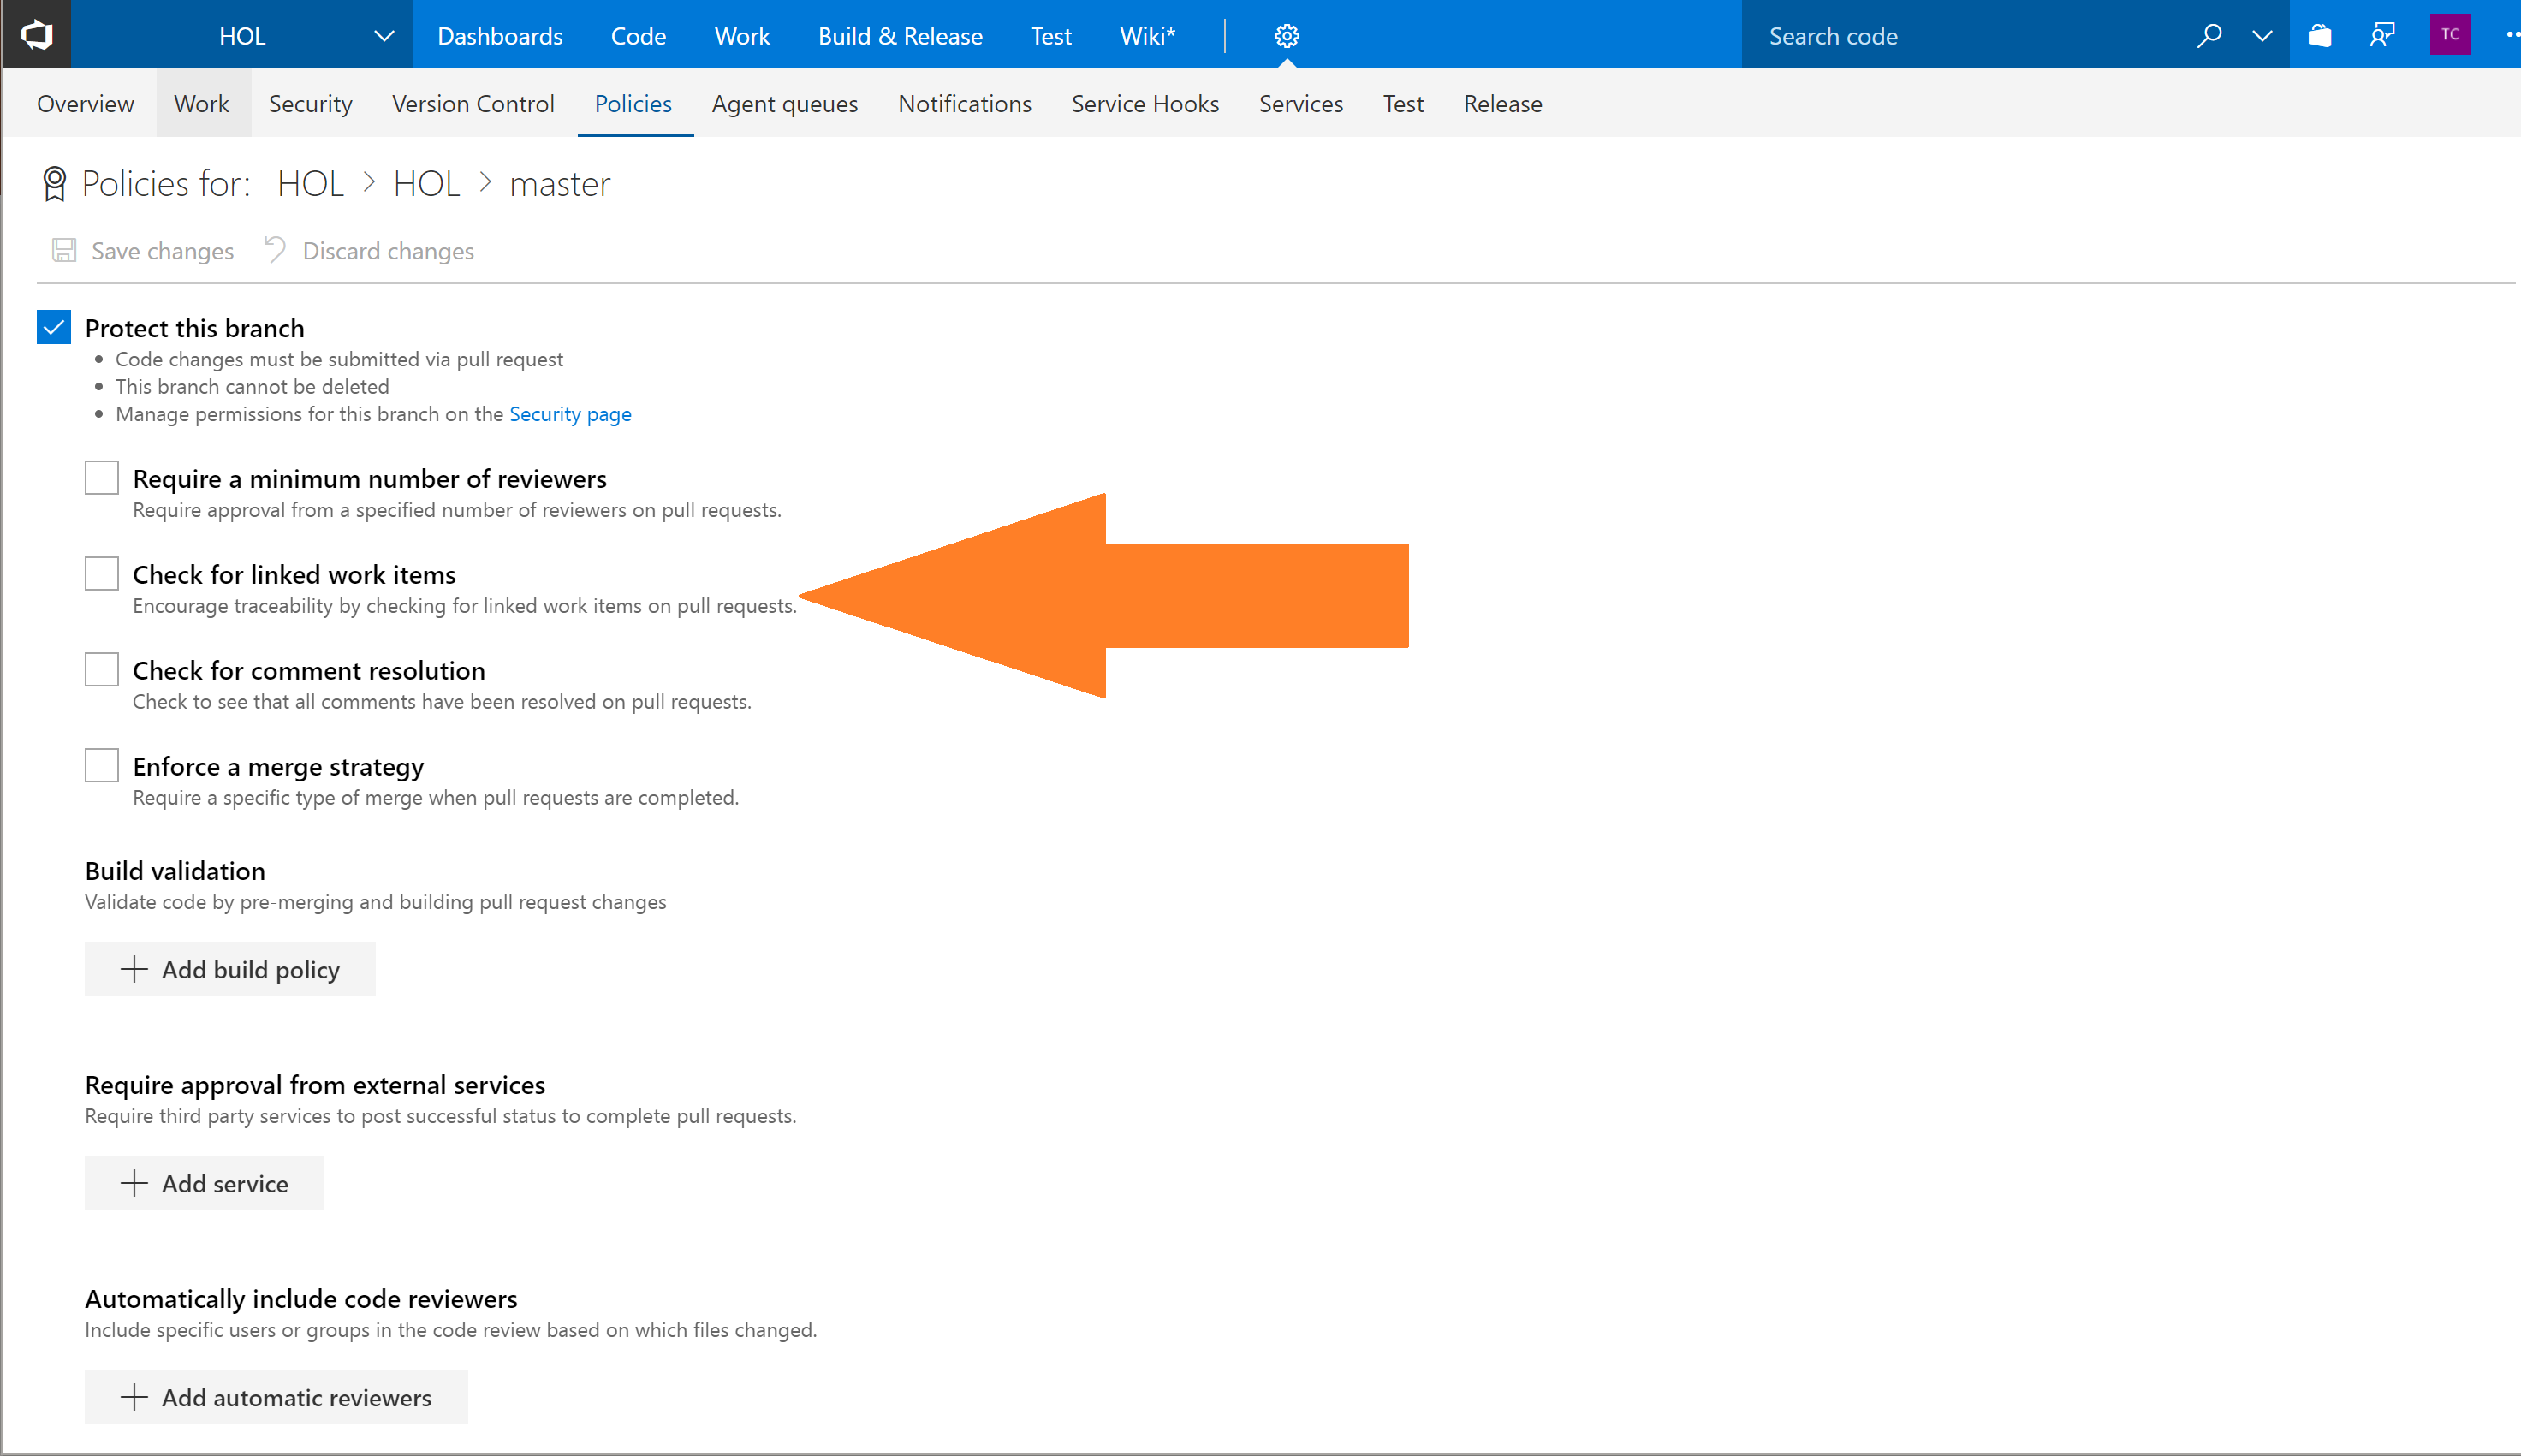 HOL Dashboards Code Work Build & Release Test Wiki* Search code TC
Overview Work Security Version Control Policies Agent queues Notifications Service Hooks Services Test Release
Policies for: HOL > HOL > master
Save changes Discard changes
Protect this branch
• Code changes must be submitted via pull request
• This branch cannot be deleted
• Manage permissions for this branch on the Security page
Require a minimum number of reviewers
Require approval from a specified number of reviewers on pull requests.
Check for linked work items
Encourage traceability by checking for linked work items on pull requests.
Check for comment resolution
Check to see that all comments have been resolved on pull requests.
Enforce a merge strategy
Require a specific type of merge when pull requests are completed.
Build validation
Validate code by pre-merging and building pull request changes
+ Add build policy
Require approval from external services
Require third party services to post successful status to complete pull requests.
+ Add service
Automatically include code reviewers
Include specific users or groups in the code review based on which files changed.
+ Add automatic reviewers